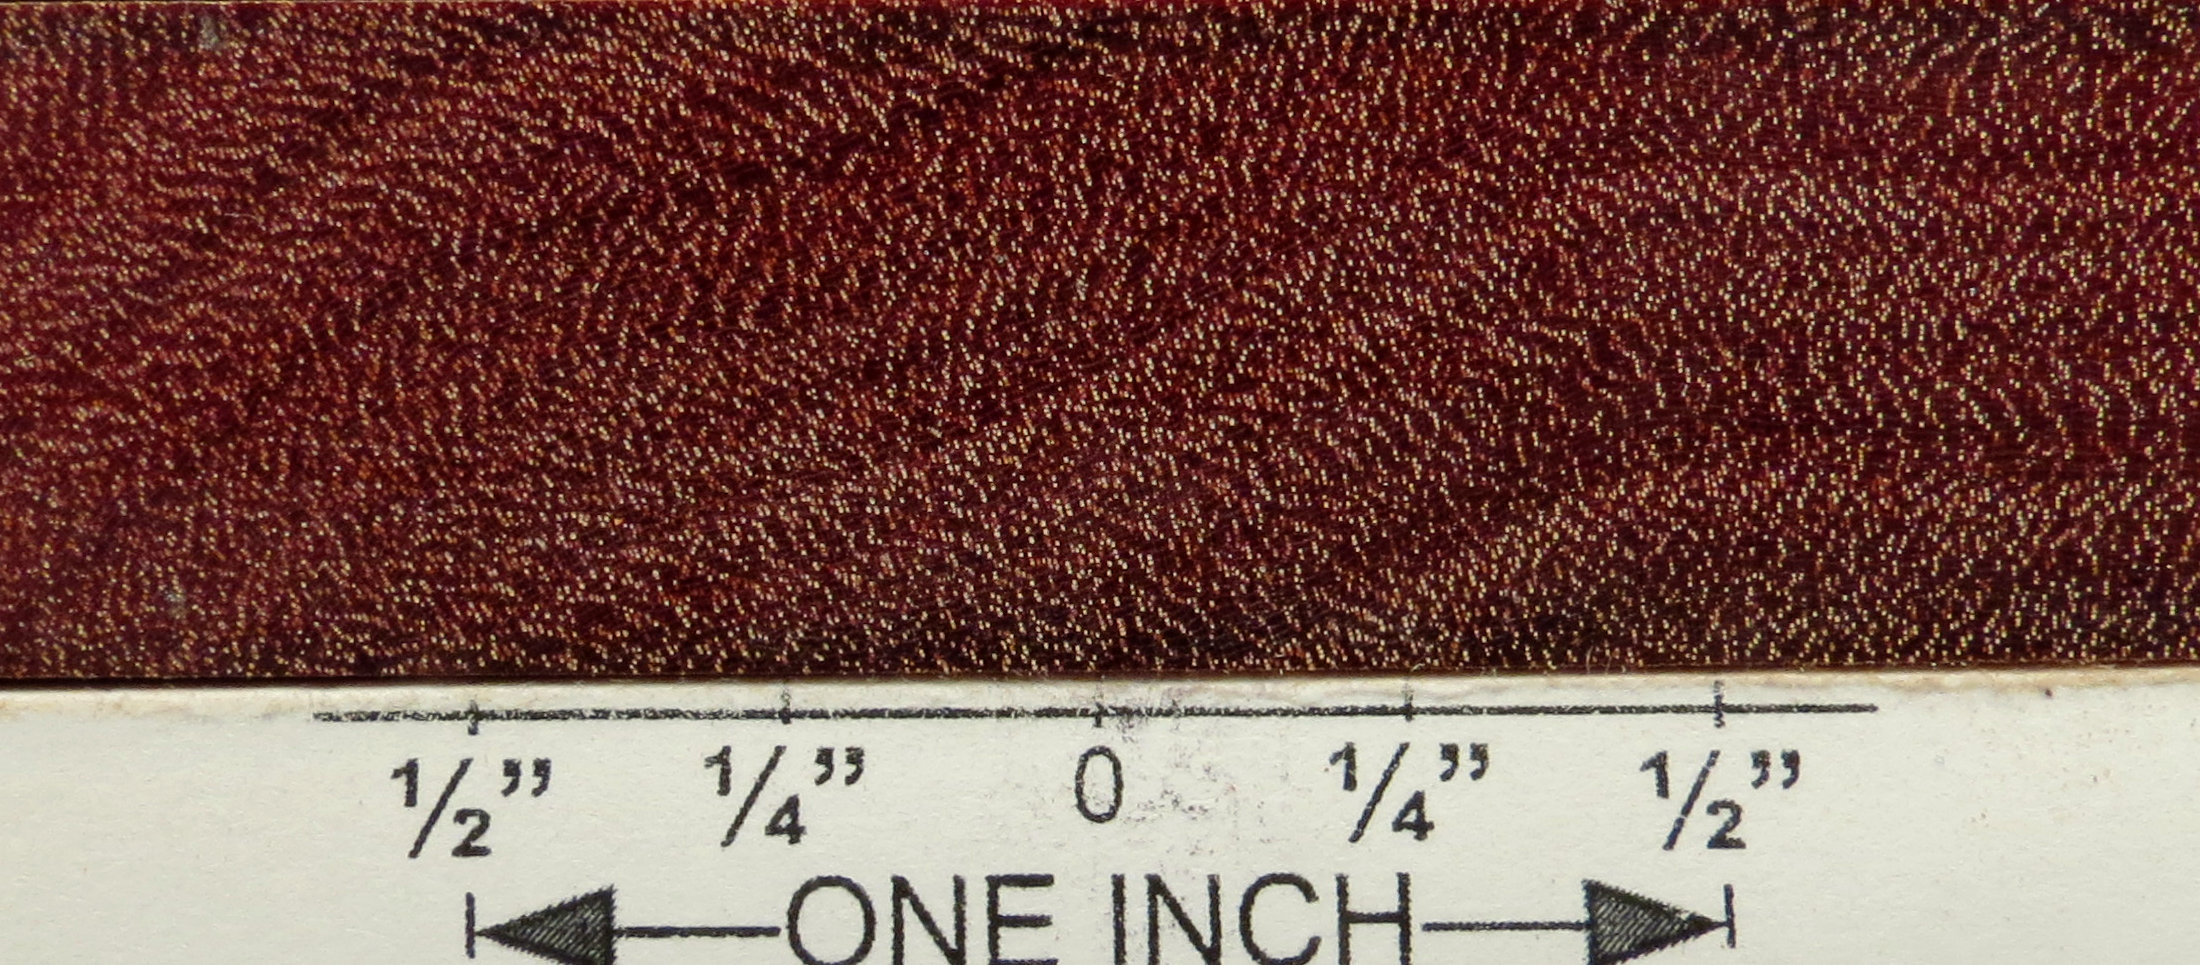 ½” ¼” 0 ¼” ½”
ONE INCH